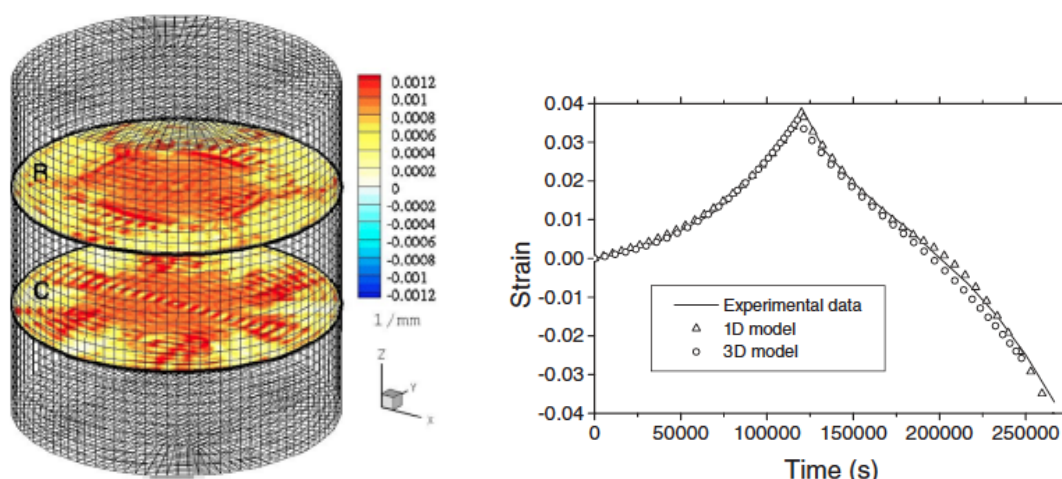 R
C
0.0012
0.001
0.0008
0.0006
0.0004
0.0002
0
-0.0002
-0.0004
-0.0006
-0.0008
-0.001
-0.0012
1/mm
Z
Y
X
0.04
0.03
0.02
0.01
0.00
-0.01
-0.02
-0.03
-0.04
Strain
Experimental data
1D model
3D model
0 50000 100000 150000 200000 250000
Time (s)